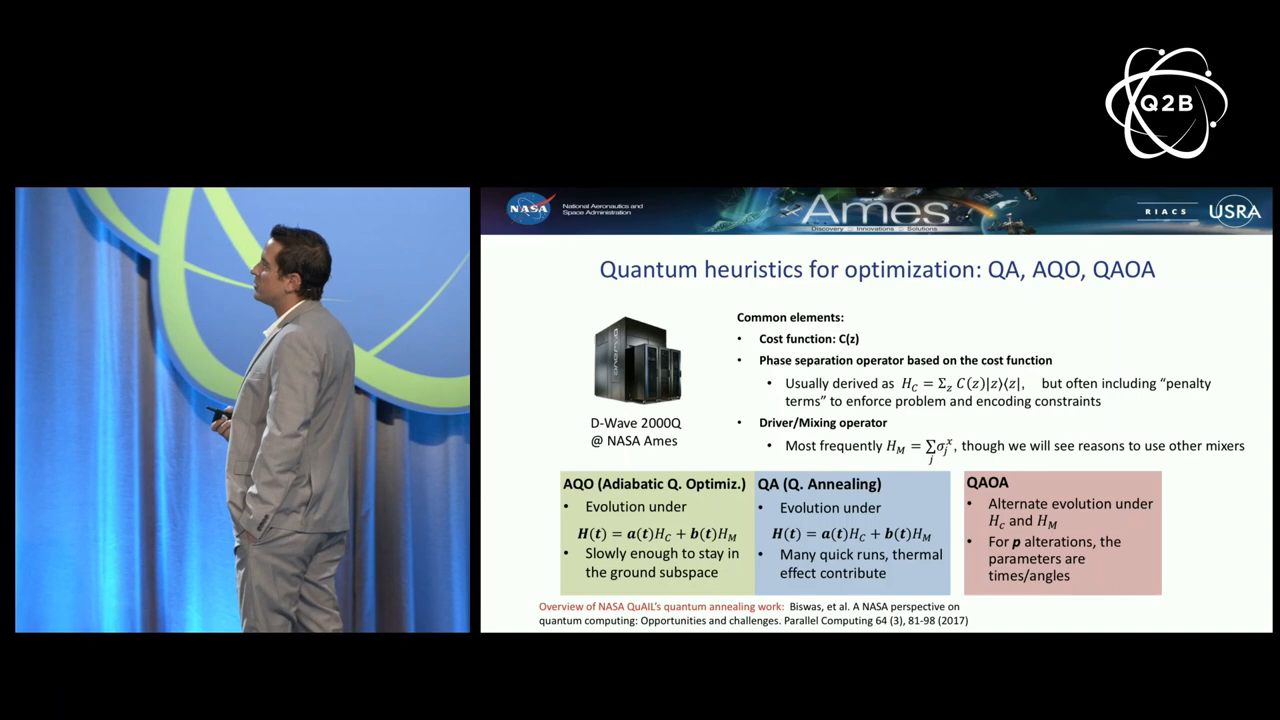 Q2B
NASA
National Aeronautics and
Space Administration
Ames
Discovery :: Innovations :: Solutions
RIACS
USRA
Quantum heuristics for optimization: QA, AQO, QAOA
D-Wave 2000Q
@ NASA Ames
Common elements:
• Cost function: C(z)
• Phase separation operator based on the cost function
• Usually derived as H_C = Σ_z C(z)|z⟩⟨z|, but often including “penalty
terms” to enforce problem and encoding constraints
• Driver/Mixing operator
• Most frequently H_M = ∑_j σ_j^x, though we will see reasons to use other mixers
AQO (Adiabatic Q. Optimiz.)
• Evolution under
H(t) = a(t)H_C + b(t)H_M
• Slowly enough to stay in
the ground subspace
QA (Q. Annealing)
• Evolution under
H(t) = a(t)H_C + b(t)H_M
• Many quick runs, thermal
effect contribute
QAOA
• Alternate evolution under
H_C and H_M
• For p alterations, the
parameters are
times/angles
Overview of NASA QuAIL’s quantum annealing work: Biswas, et al. A NASA perspective on
quantum computing: Opportunities and challenges. Parallel Computing 64 (3), 81-98 (2017)